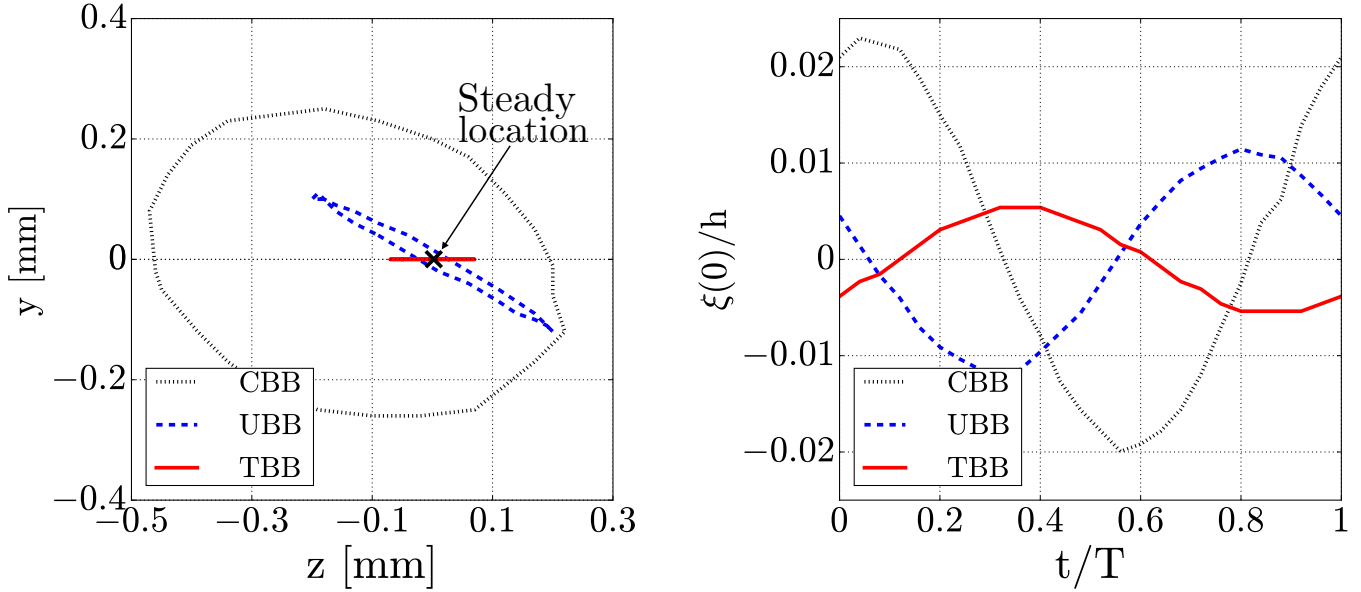 0.4
0.2
0
−0.2
−0.4
y [mm]
Steady
location
CBB
UBB
TBB
−0.5 −0.3 −0.1 0.1 0.3
z [mm]
0.02
0.01
0
−0.01
−0.02
ξ(0)/h
CBB
UBB
TBB
0 0.2 0.4 0.6 0.8 1
t/T